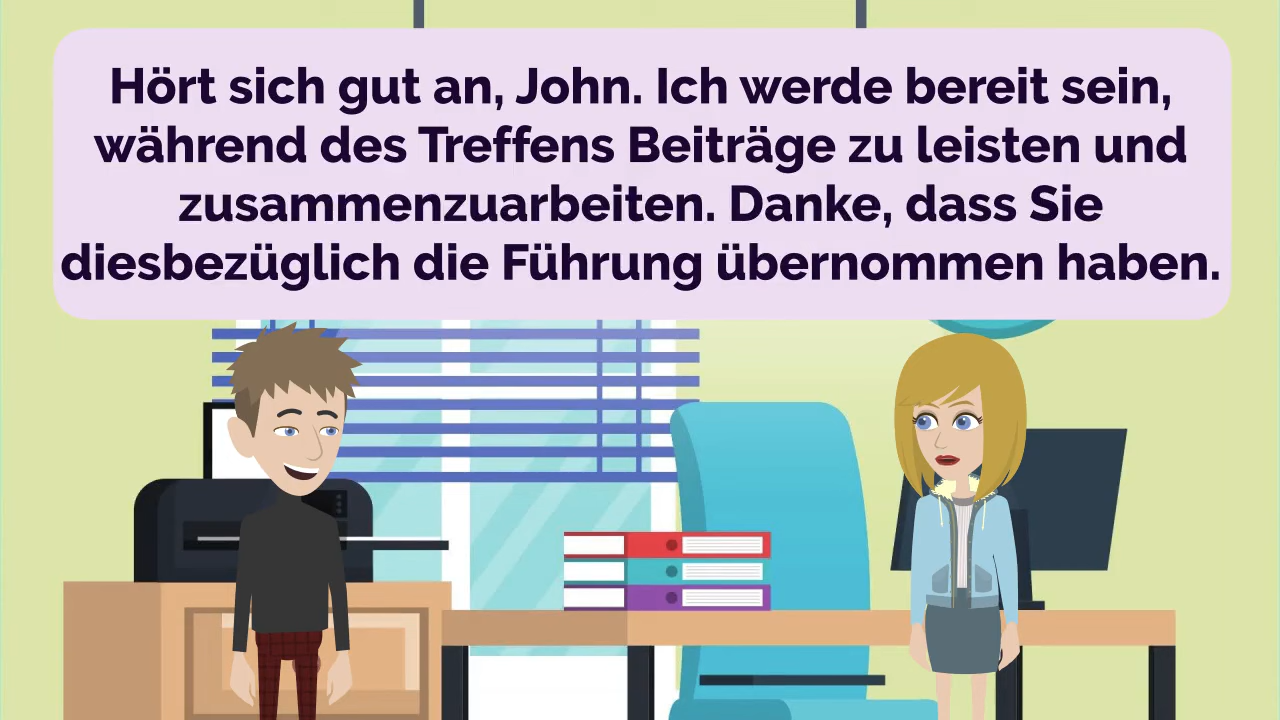 Hört sich gut an, John. Ich werde bereit sein,
während des Treffens Beiträge zu leisten und
zusammenzuarbeiten. Danke, dass Sie
diesbezüglich die Führung übernommen haben.